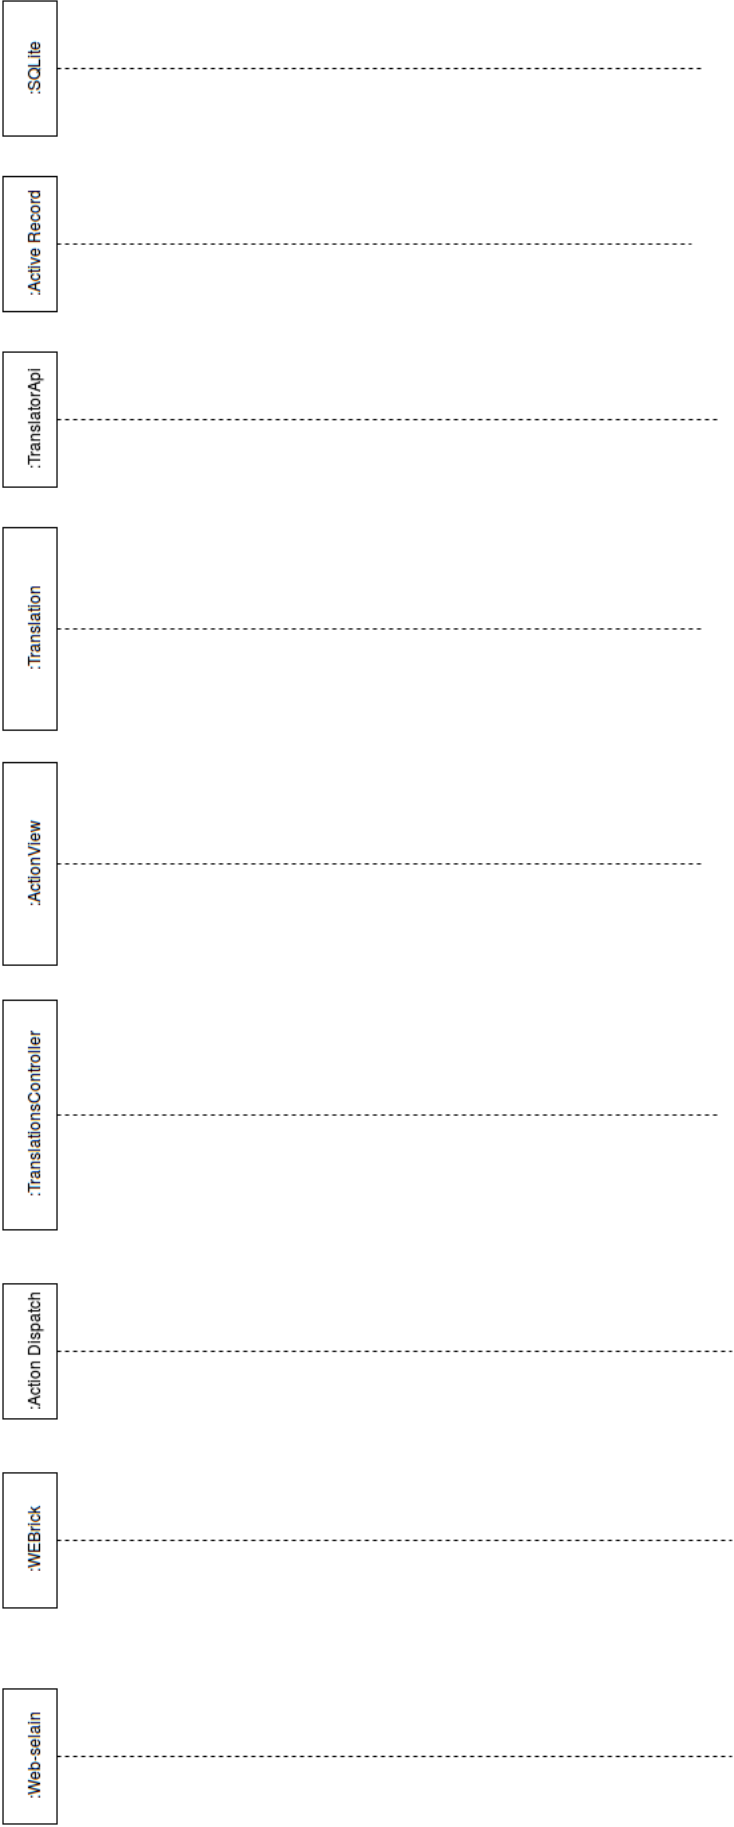 :SQLite
:Active Record
:TranslatorApi
:Translation
:ActionView
:TranslationsController
:Action Dispatch
:WEBrick
:Web-selain